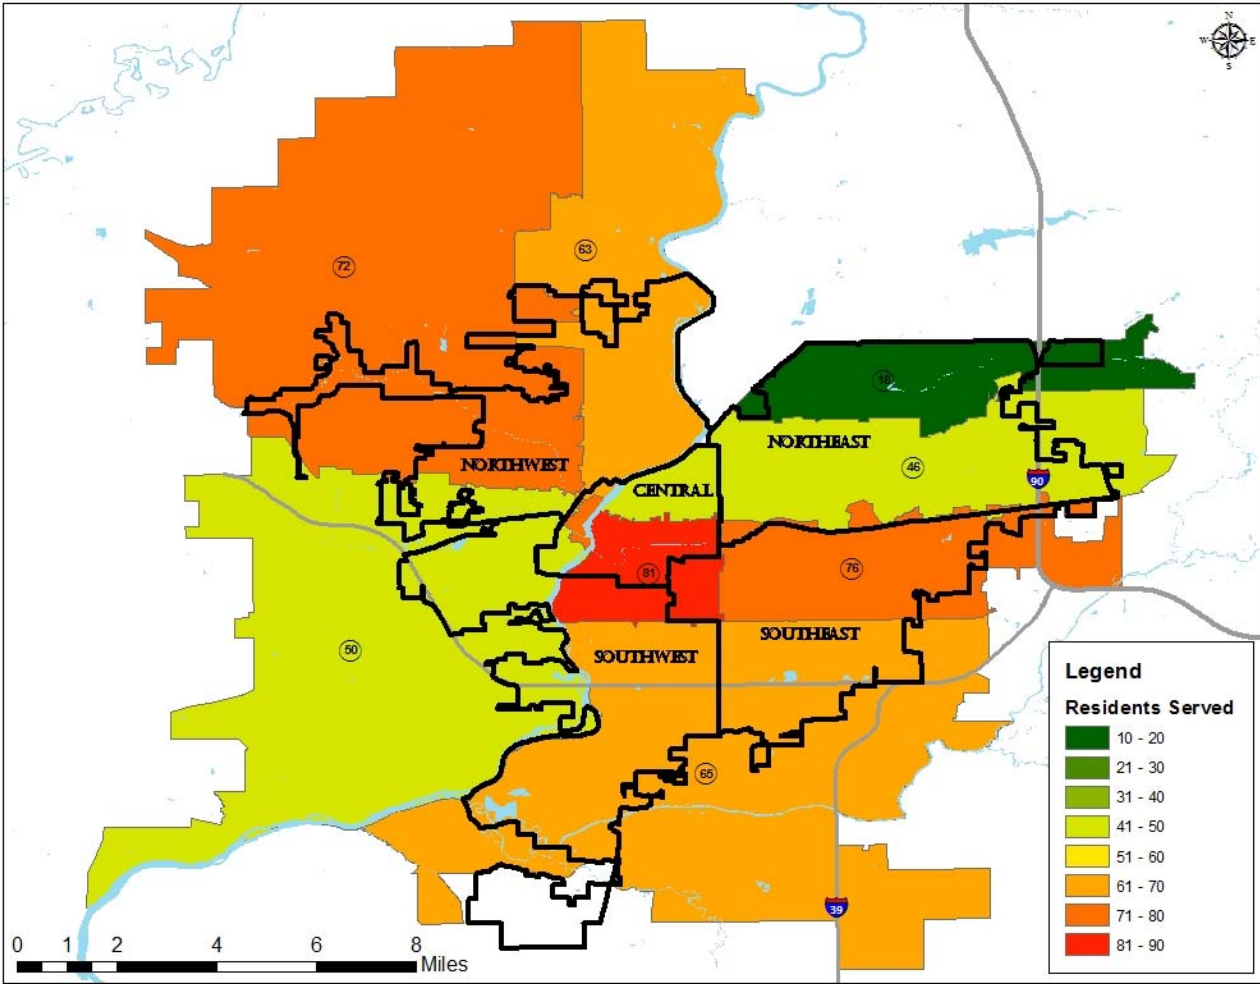 N
W E
S
63
72
18
NORTHEAST
46
NORTHWEST
90
CENTRAL
81
76
SOUTHEAST
50
SOUTHWEST
65
39
Legend
Residents Served
10 - 20
21 - 30
31 - 40
41 - 50
51 - 60
61 - 70
71 - 80
81 - 90
0 1 2 4 6 8
Miles